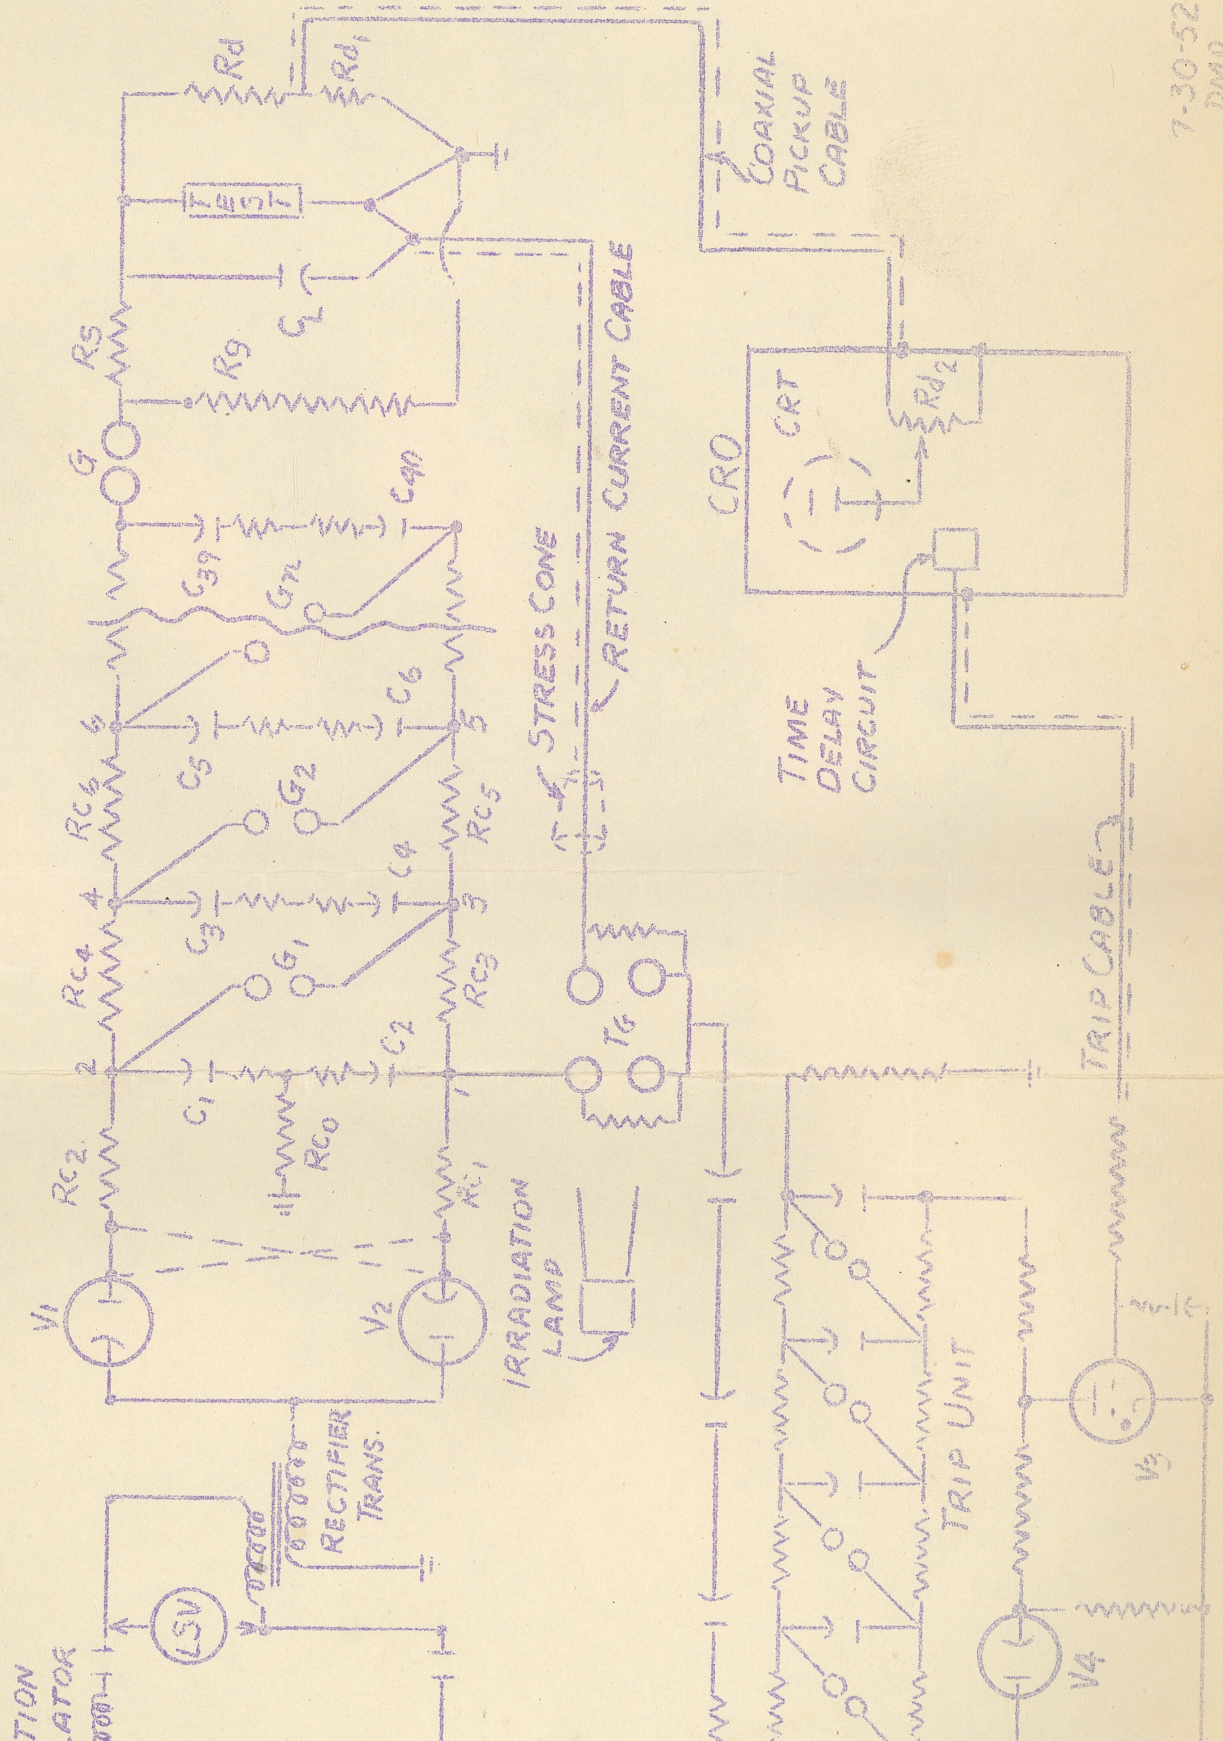 TION
ATOR
LSV
RECTIFIER
TRANS.
V1
V2
RC2
RC1
RC0
2
1
C1
C2
RC4
RC3
4
3
G1
C3
C4
RC6
RC5
6
5
G2
C5
C6
Gn
C39
C40
G
Rg
RS
CL
TEST
Rd
Rd1
IRRADIATION
LAMP
TG
STRESS CONE
RETURN CURRENT CABLE
COAXIAL
PICKUP
CABLE
CRO
CRT
Rd2
TIME
DELAY
CIRCUIT
TRIP CABLE
TRIP UNIT
V3
V4
7-30-52